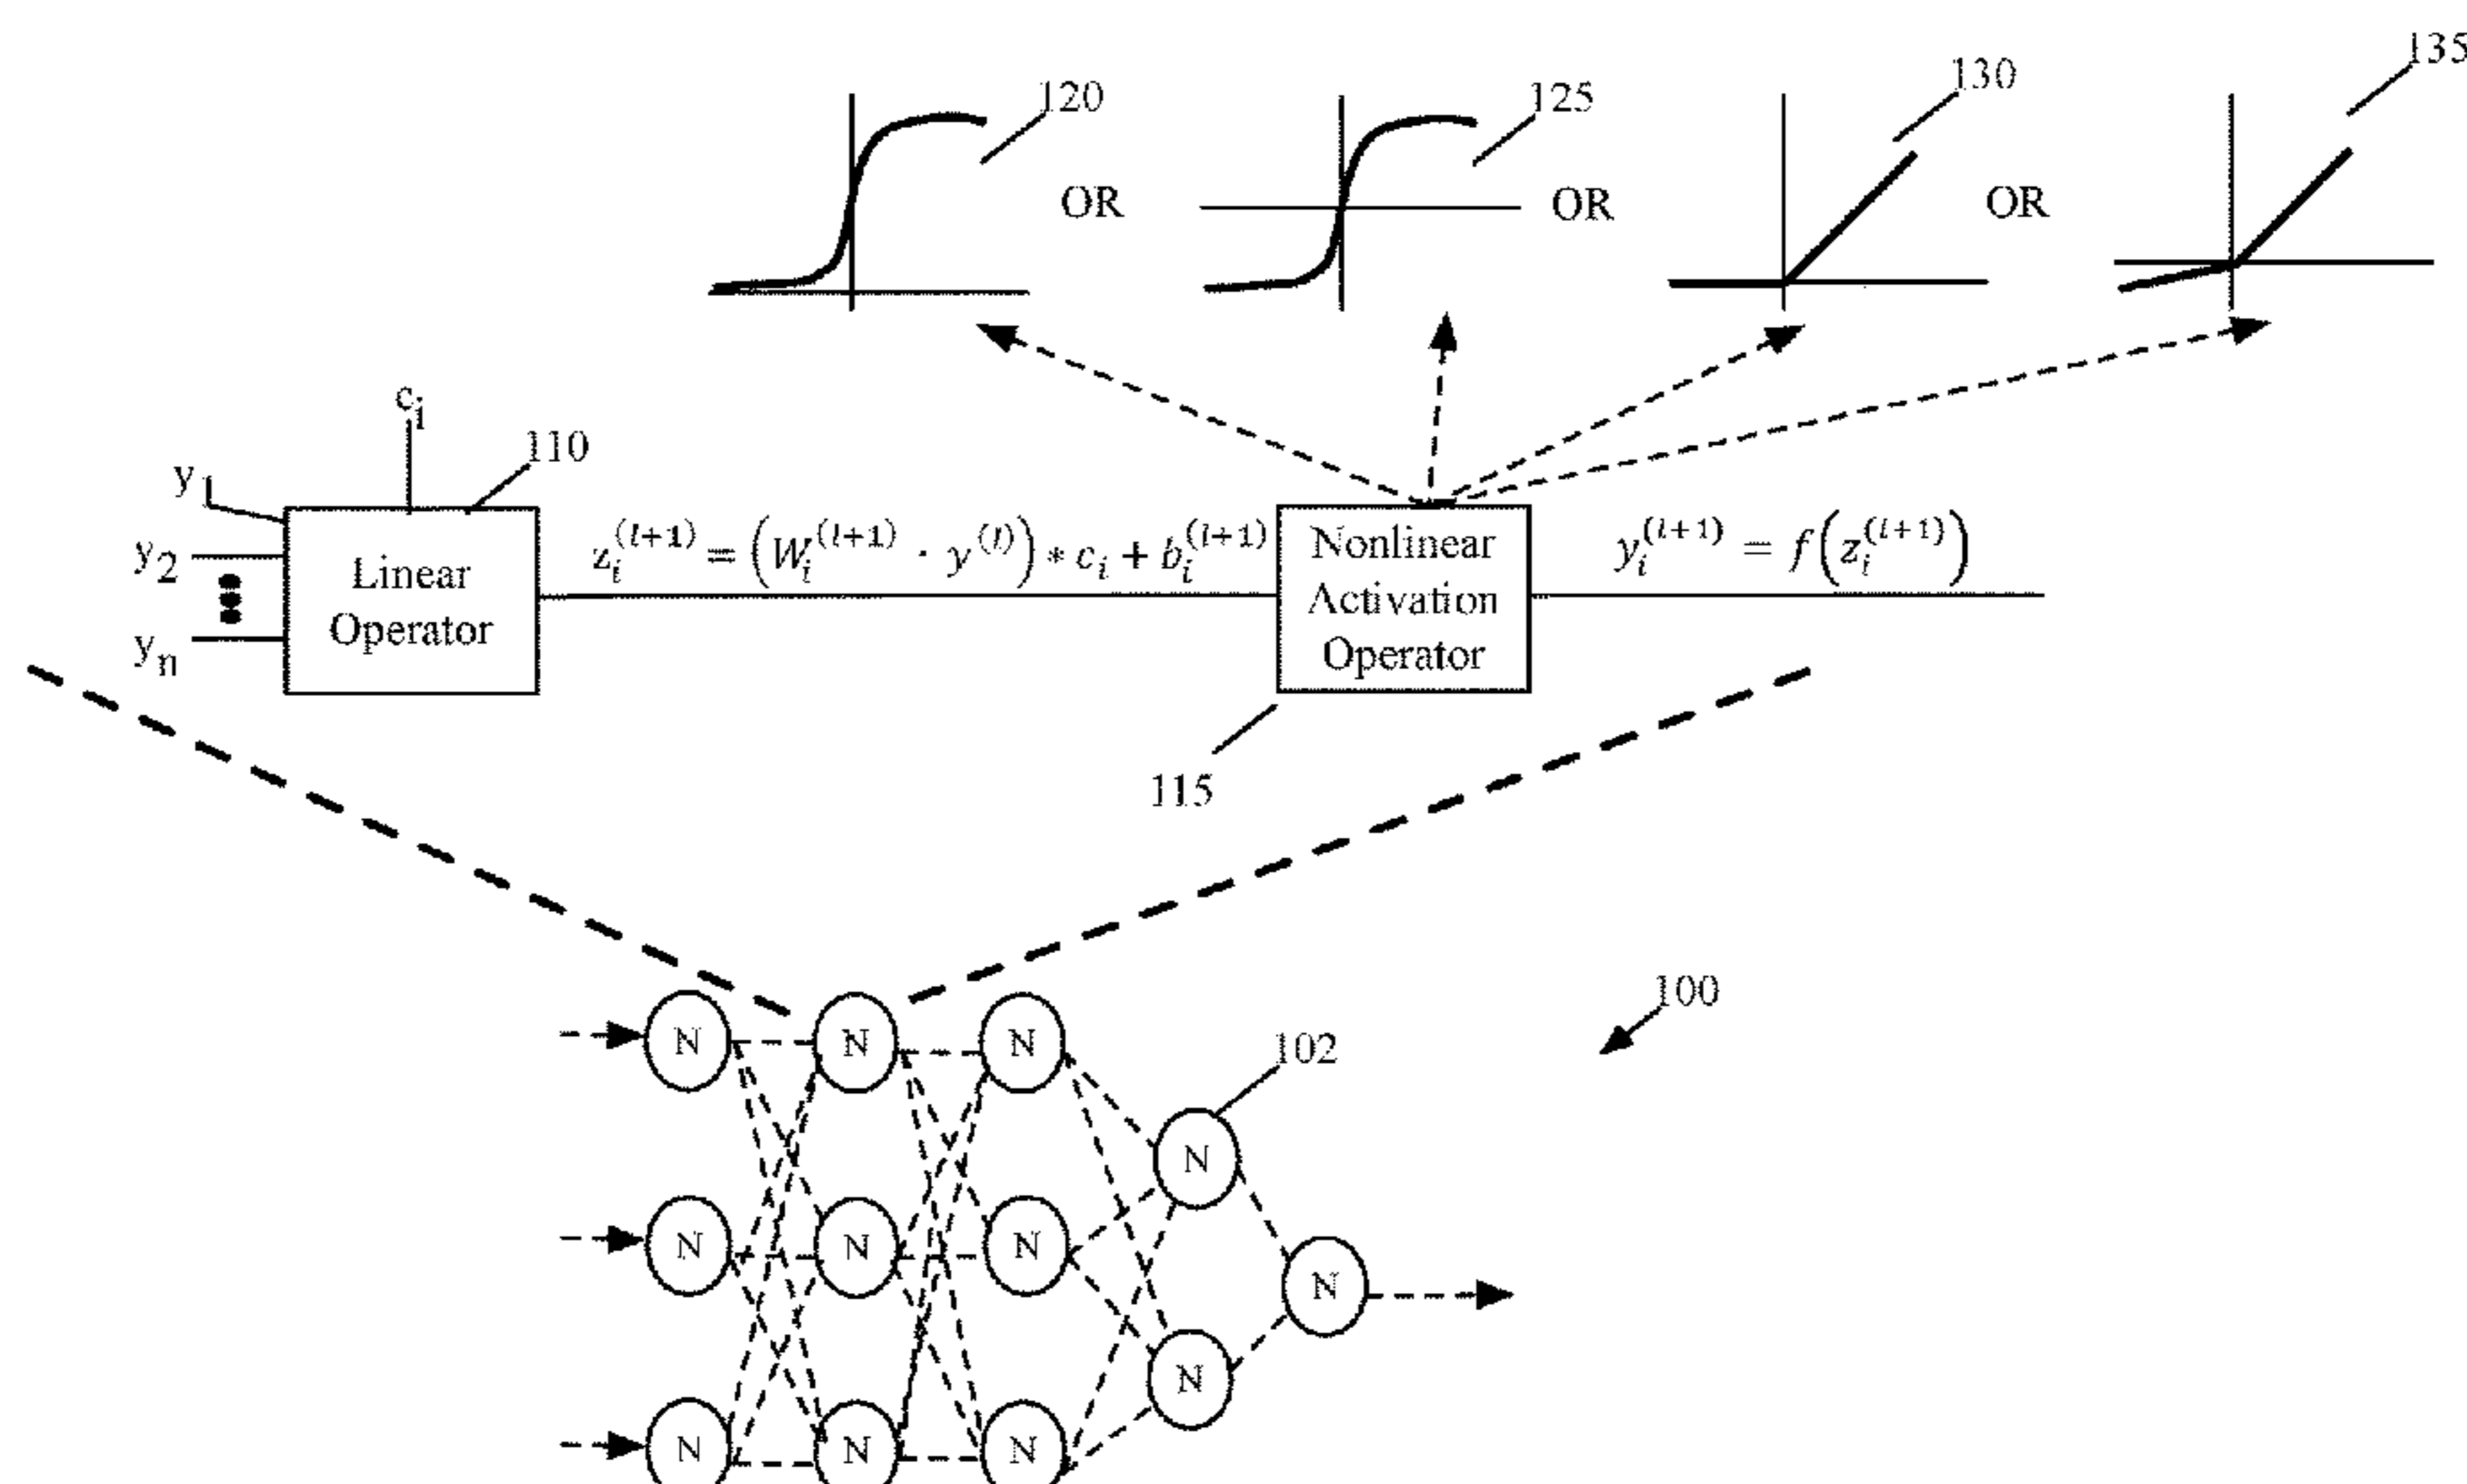 135
130
120
125
OR
OR
OR
c_i
110
y_1
y_2
y_n
Linear
Operator
z_i^{(l+1)} = (W_i^{(l+1)} · y^{(l)}) * c_i + b_i^{(l+1)}
Nonlinear
Activation
Operator
y_i^{(l+1)} = f(z_i^{(l+1)})
115
100
102
N N N
N
N N N
N
N
N N N